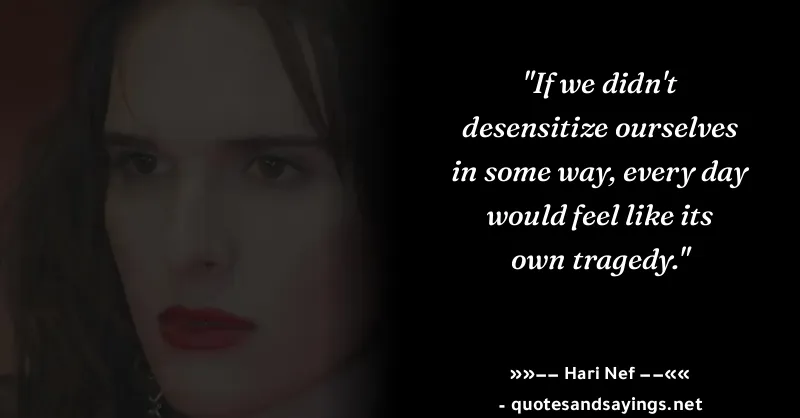 "If we didn't
desensitize ourselves
in some way, every day
would feel like its
own tragedy."
»»−− Hari Nef −−««
- quotesandsayings.net